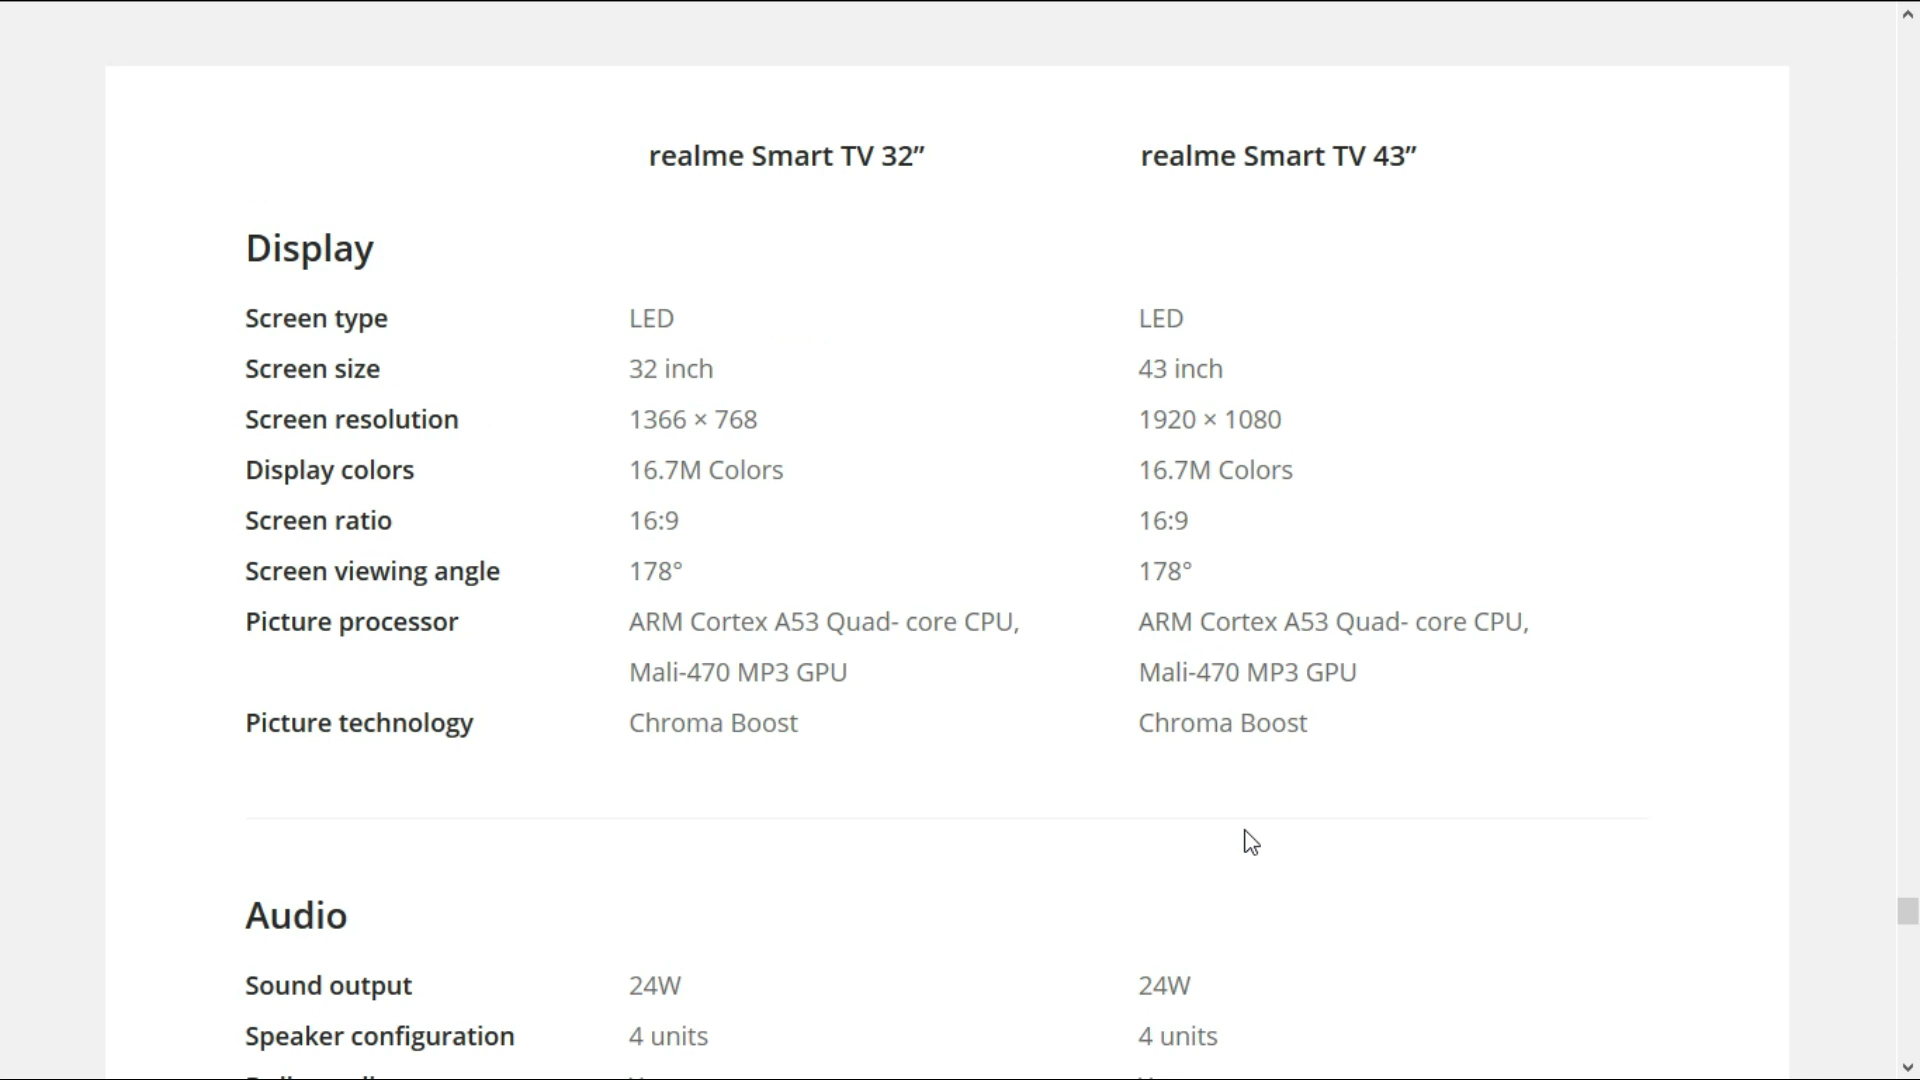 realme Smart TV 32” realme Smart TV 43”
Display
Screen type LED LED
Screen size 32 inch 43 inch
Screen resolution 1366 × 768 1920 × 1080
Display colors 16.7M Colors 16.7M Colors
Screen ratio 16:9 16:9
Screen viewing angle 178° 178°
Picture processor ARM Cortex A53 Quad- core CPU, ARM Cortex A53 Quad- core CPU,
Mali-470 MP3 GPU Mali-470 MP3 GPU
Picture technology Chroma Boost Chroma Boost
Audio
Sound output 24W 24W
Speaker configuration 4 units 4 units